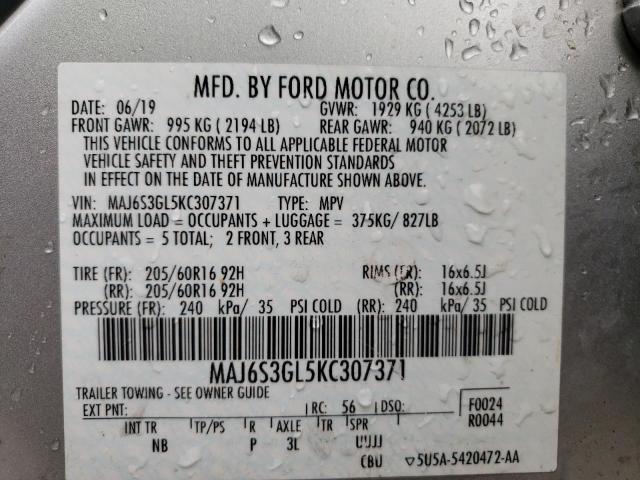 MFD. BY FORD MOTOR CO.
DATE: 06/19 GVWR: 1929 KG ( 4253 LB)
FRONT GAWR: 995 KG ( 2194 LB) REAR GAWR: 940 KG ( 2072 LB)
THIS VEHICLE CONFORMS TO ALL APPLICABLE FEDERAL MOTOR
VEHICLE SAFETY AND THEFT PREVENTION STANDARDS
IN EFFECT ON THE DATE OF MANUFACTURE SHOWN ABOVE.
VIN: MAJ6S3GL5KC307371 TYPE: MPV
MAXIMUM LOAD = OCCUPANTS + LUGGAGE = 375KG/ 827LB
OCCUPANTS = 5 TOTAL; 2 FRONT, 3 REAR
TIRE (FR): 205/60R16 92H RIMS (FR): 16x6.5J
(RR): 205/60R16 92H (RR): 16x6.5J
PRESSURE (FR): 240 kPa/ 35 PSI COLD (RR): 240 kPa/ 35 PSI COLD
MAJ6S3GL5KC307371
TRAILER TOWING - SEE OWNER GUIDE
EXT PNT: RC: 56 DSO: F0024
R0044
INT TR TP/PS R AXLE TR SPR
NB P 3L UUJJ
CBU ▽5U5A-5420472-AA